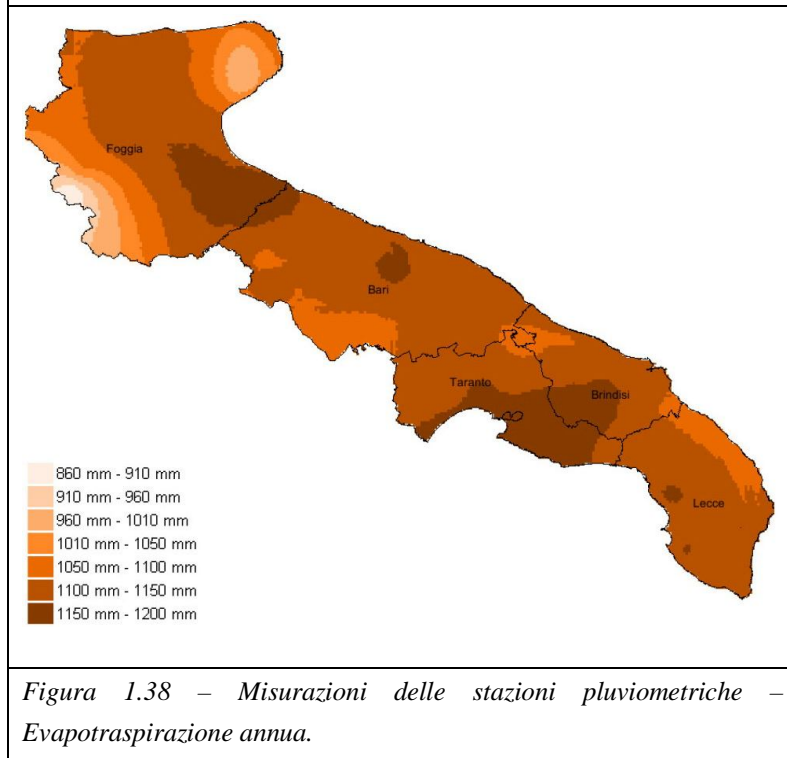 Foggia
Bari
Taranto
Brindisi
Lecce
860 mm - 910 mm
910 mm - 960 mm
960 mm - 1010 mm
1010 mm - 1050 mm
1050 mm - 1100 mm
1100 mm - 1150 mm
1150 mm - 1200 mm
Figura 1.38 – Misurazioni delle stazioni pluviometriche –
Evapotraspirazione annua.